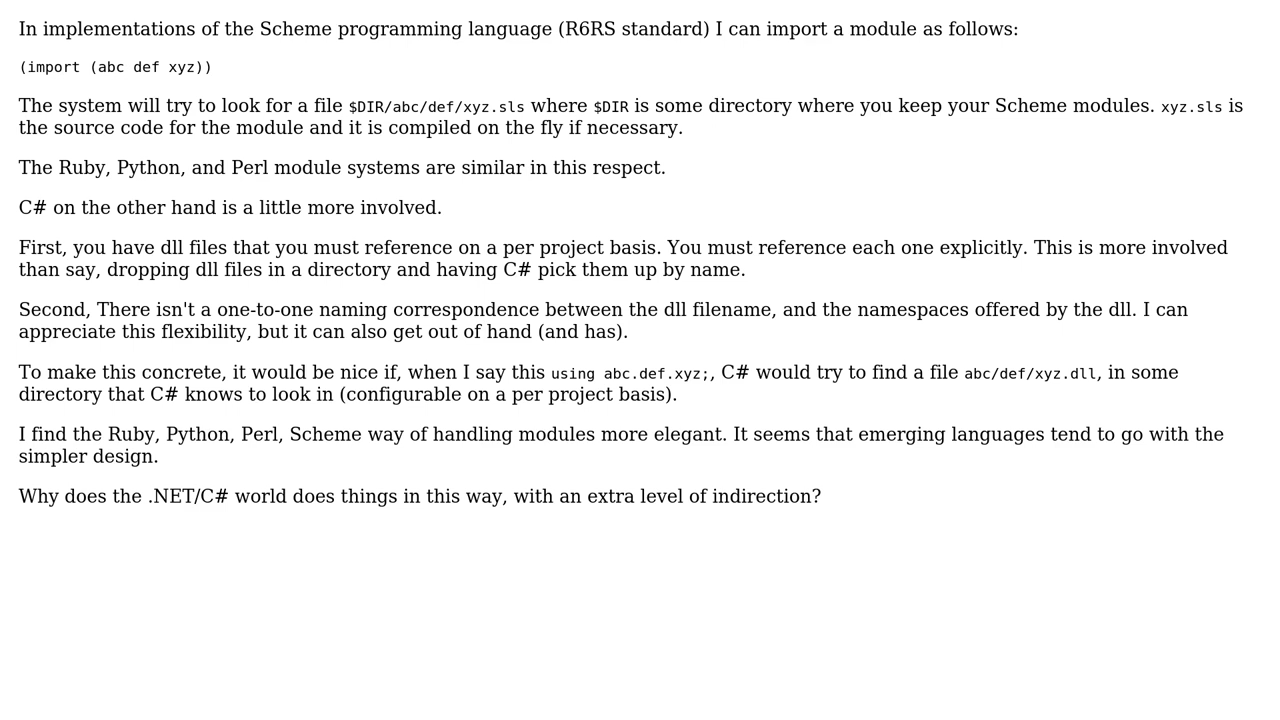 In implementations of the Scheme programming language (R6RS standard) I can import a module as follows:
(import (abc def xyz))
The system will try to look for a file $DIR/abc/def/xyz.sls where $DIR is some directory where you keep your Scheme modules. xyz.sls is
the source code for the module and it is compiled on the fly if necessary.
The Ruby, Python, and Perl module systems are similar in this respect.
C# on the other hand is a little more involved.
First, you have dll files that you must reference on a per project basis. You must reference each one explicitly. This is more involved
than say, dropping dll files in a directory and having C# pick them up by name.
Second, There isn't a one-to-one naming correspondence between the dll filename, and the namespaces offered by the dll. I can
appreciate this flexibility, but it can also get out of hand (and has).
To make this concrete, it would be nice if, when I say this using abc.def.xyz;, C# would try to find a file abc/def/xyz.dll, in some
directory that C# knows to look in (configurable on a per project basis).
I find the Ruby, Python, Perl, Scheme way of handling modules more elegant. It seems that emerging languages tend to go with the
simpler design.
Why does the .NET/C# world does things in this way, with an extra level of indirection?